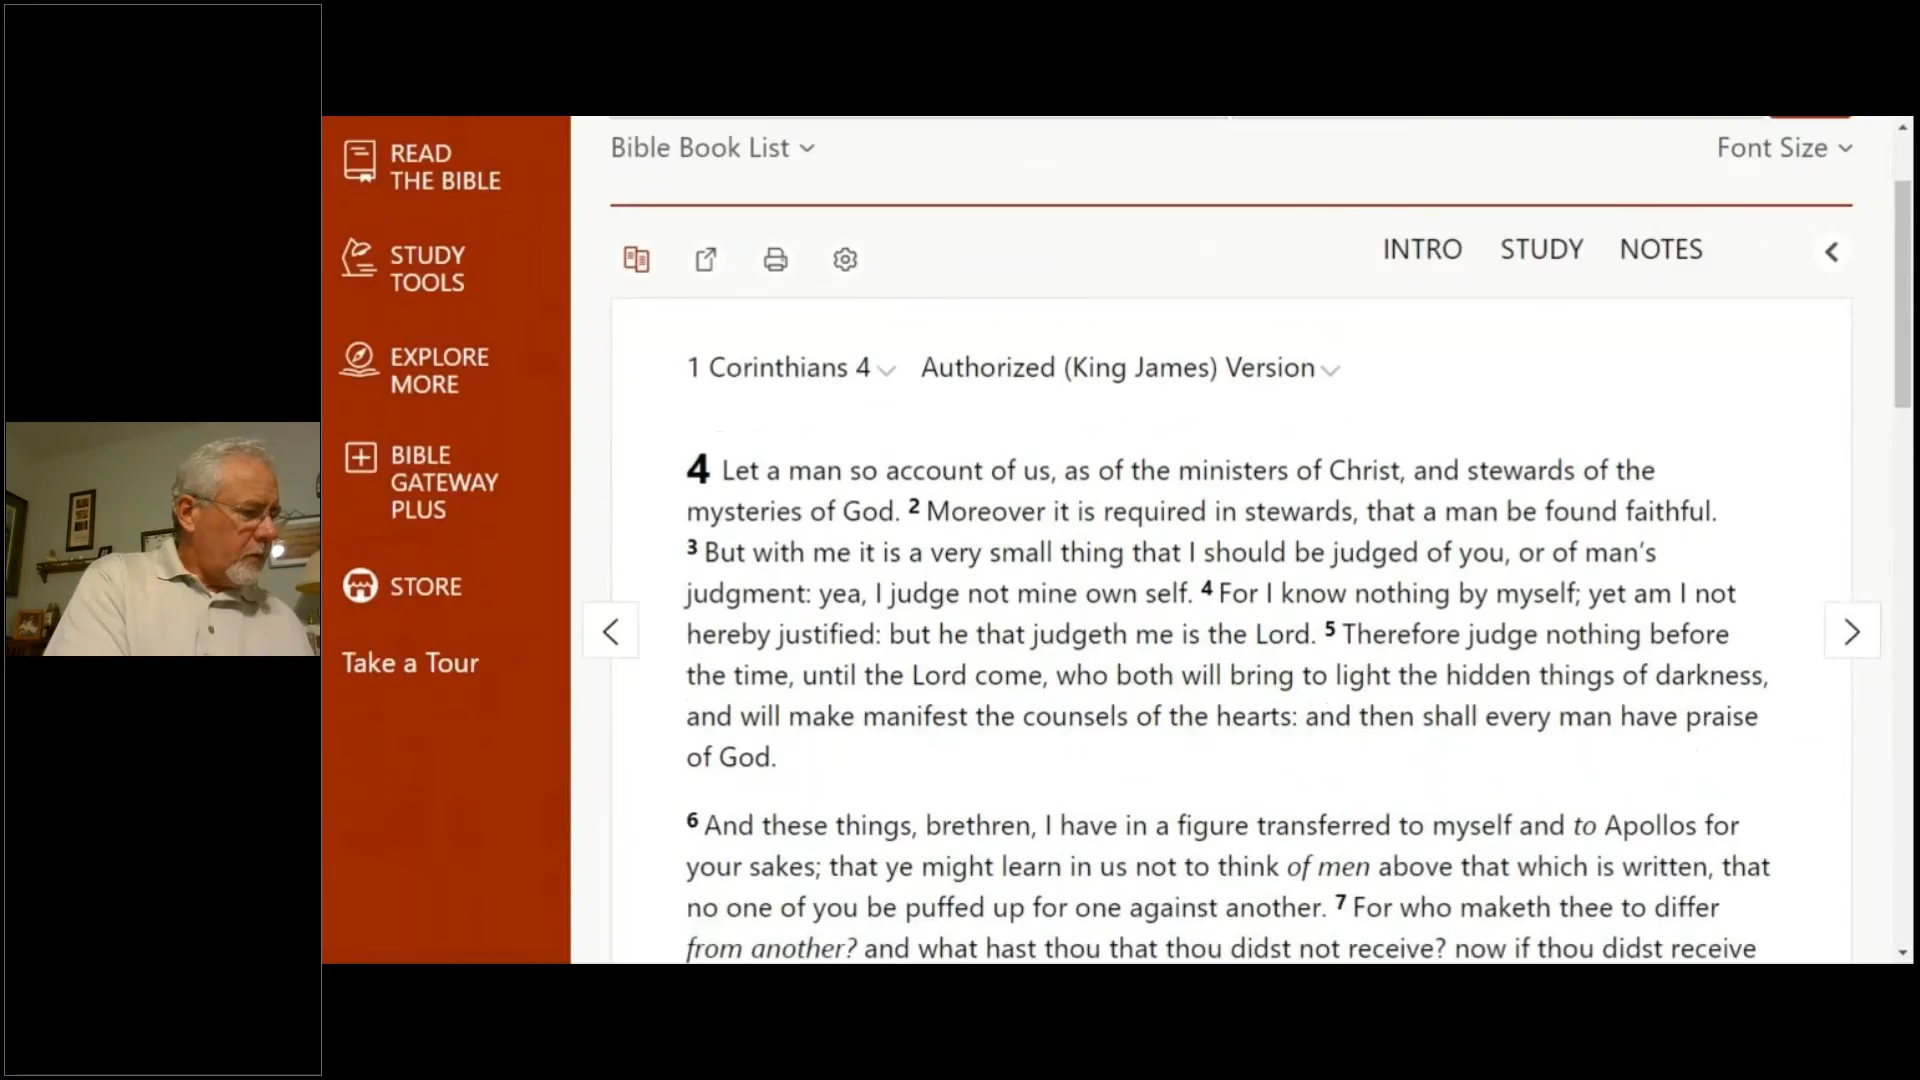 READ
THE BIBLE
STUDY
TOOLS
EXPLORE
MORE
BIBLE
GATEWAY
PLUS
STORE
Take a Tour
Bible Book List
Font Size
INTRO STUDY NOTES
1 Corinthians 4 Authorized (King James) Version
4 Let a man so account of us, as of the ministers of Christ, and stewards of the
mysteries of God. 2 Moreover it is required in stewards, that a man be found faithful.
3 But with me it is a very small thing that I should be judged of you, or of man’s
judgment: yea, I judge not mine own self. 4 For I know nothing by myself; yet am I not
hereby justified: but he that judgeth me is the Lord. 5 Therefore judge nothing before
the time, until the Lord come, who both will bring to light the hidden things of darkness,
and will make manifest the counsels of the hearts: and then shall every man have praise
of God.
6 And these things, brethren, I have in a figure transferred to myself and to Apollos for
your sakes; that ye might learn in us not to think of men above that which is written, that
no one of you be puffed up for one against another. 7 For who maketh thee to differ
from another? and what hast thou that thou didst not receive? now if thou didst receive